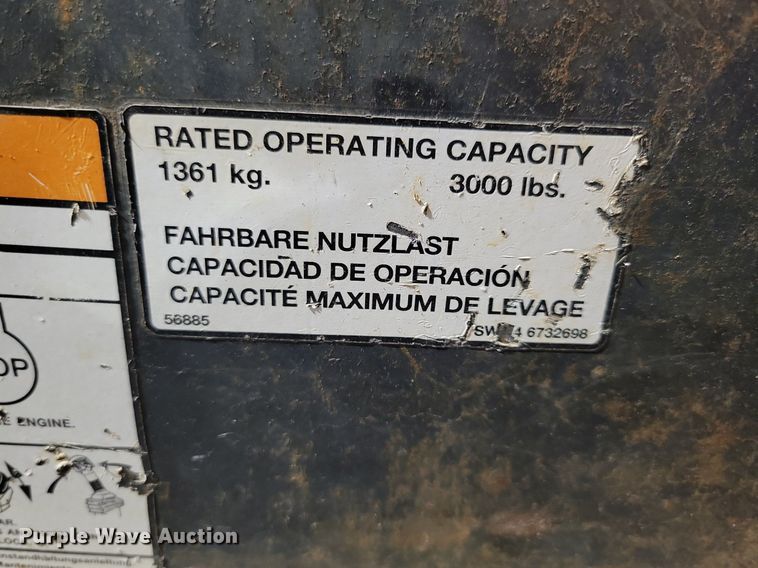 RATED OPERATING CAPACITY
1361 kg. 3000 lbs.
FAHRBARE NUTZLAST
CAPACIDAD DE OPERACIÓN
CAPACITÉ MAXIMUM DE LEVAGE
56885 6732698
OP
ENGINE.
Purple Wave Auction